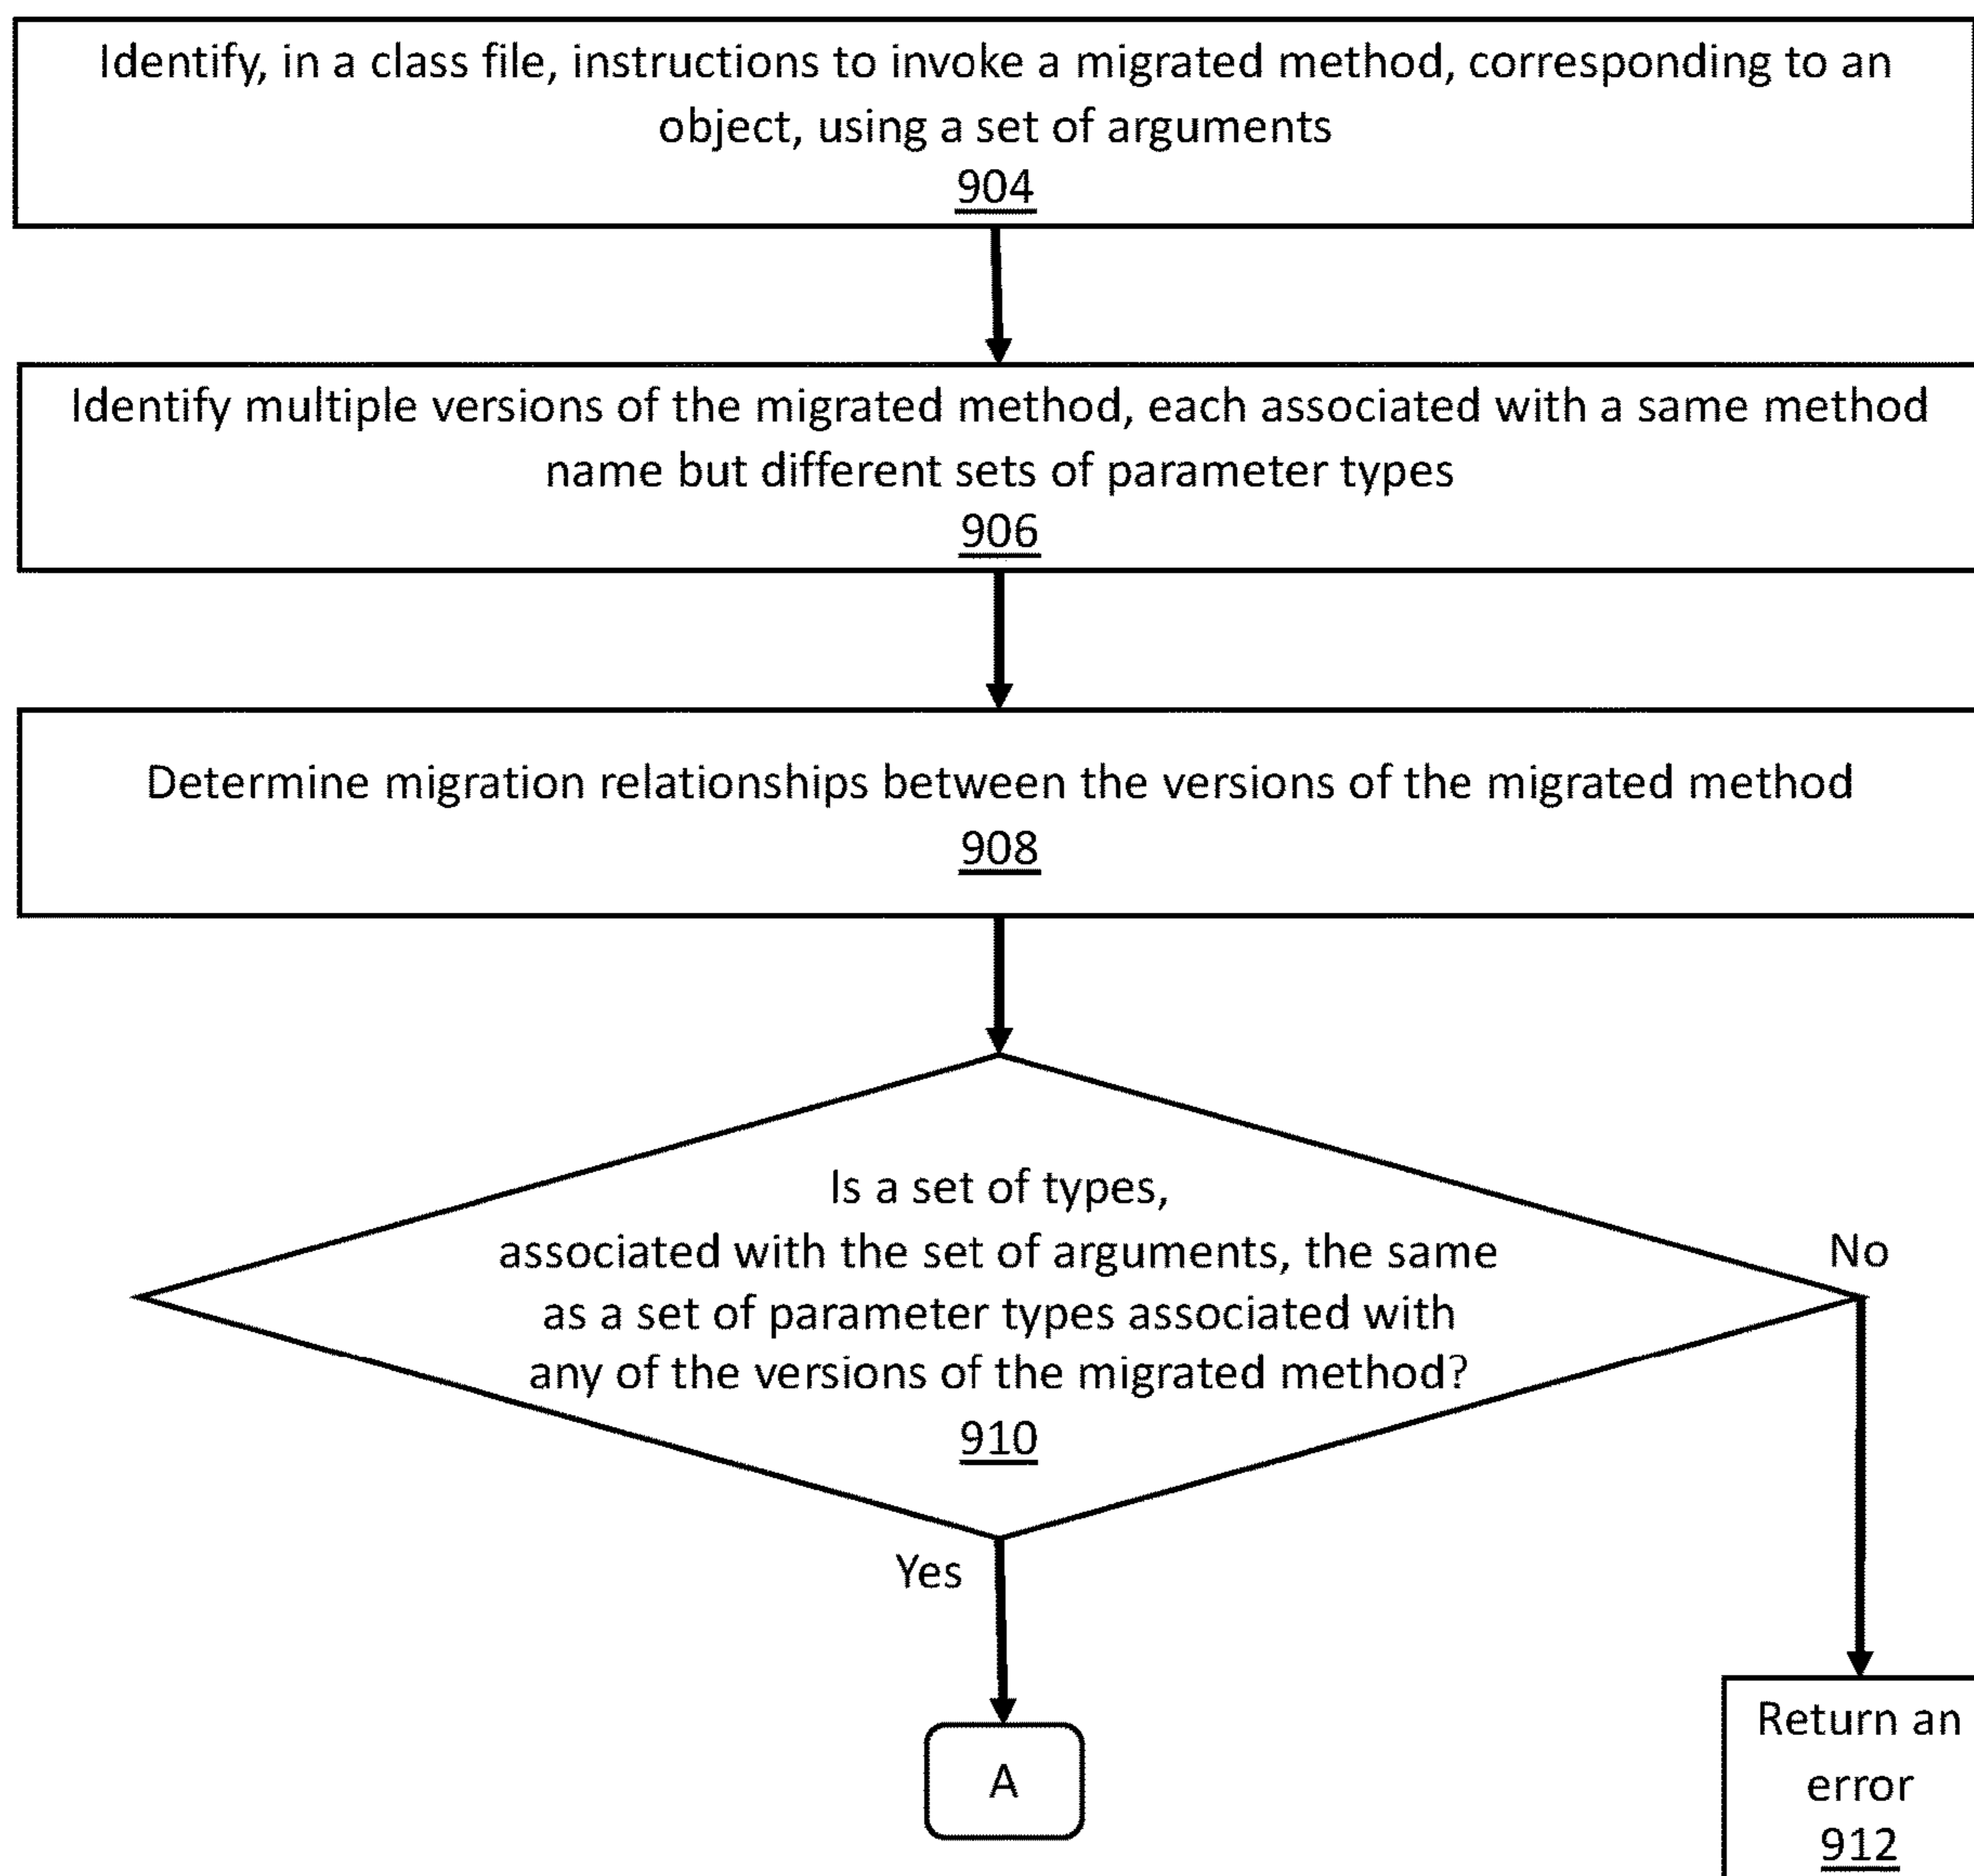 Identify, in a class file, instructions to invoke a migrated method, corresponding to an
object, using a set of arguments
904
Identify multiple versions of the migrated method, each associated with a same method
name but different sets of parameter types
906
Determine migration relationships between the versions of the migrated method
908
Is a set of types,
associated with the set of arguments, the same
as a set of parameter types associated with
any of the versions of the migrated method?
910
No
Yes
A
Return an
error
912